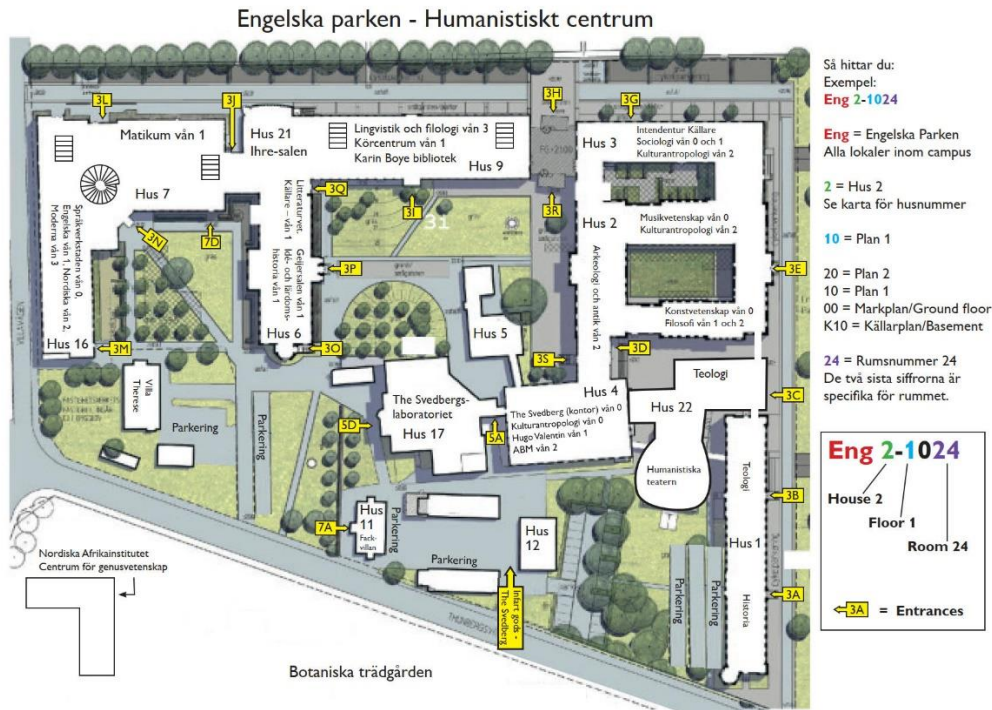 Engelska parken - Humanistiskt centrum
3L
3J
3H
3G
Matikum vån 1
Hus 21
Ihre-salen
Lingvistik och filologi vån 3
Körcentrum vån 1
Karin Boye bibliotek
Hus 9
Hus 3
Intendentur Källare
Sociologi vån 0 och 1
Kulturantropologi vån 2
Hus 7
3Q
3I
31
3R
Språkverkstaden vån 0,
Engelska vån 1, Nordiska vån 2,
Moderna vån 3
3N
7D
Litteraturvet.
Källare – vån 1
Geijersalen vån 1
Idé- och lärdoms-
historia vån 1
3P
Hus 2
Musikvetenskap vån 0
Kulturantropologi vån 2
3E
Arkeologi och antik vån 2
Konstvetenskap vån 0
Filosofi vån 1 och 2
Hus 16
3M
Hus 6
3O
Hus 5
3S
3D
Villa
Therese
Parkering
Parkering
The Svedbergs-
laboratoriet
Hus 17
5D
5A
Hus 4
The Svedberg (kontor) vån 0
Kulturantropologi vån 0
Hugo Valentin vån 1
ABM vån 2
Hus 22
Teologi
3C
Humanistiska
teatern
Teologi
3B
Hus 1
Historia
3A
7A
Hus
11
Fack-
villan
Parkering
Parkering
Hus
12
Infart gods -
The Svedberg
Parkering
Parkering
Nordiska Afrikainstitutet
Centrum för genusvetenskap
Botaniska trädgården
Så hittar du:
Exempel:
Eng 2-1024
Eng = Engelska Parken
Alla lokaler inom campus
2 = Hus 2
Se karta för husnummer
10 = Plan 1
20 = Plan 2
10 = Plan 1
00 = Markplan/Ground floor
K10 = Källarplan/Basement
24 = Rumsnummer 24
De två sista siffrorna är
specifika för rummet.
Eng 2-1024
House 2
Floor 1
Room 24
3A = Entrances